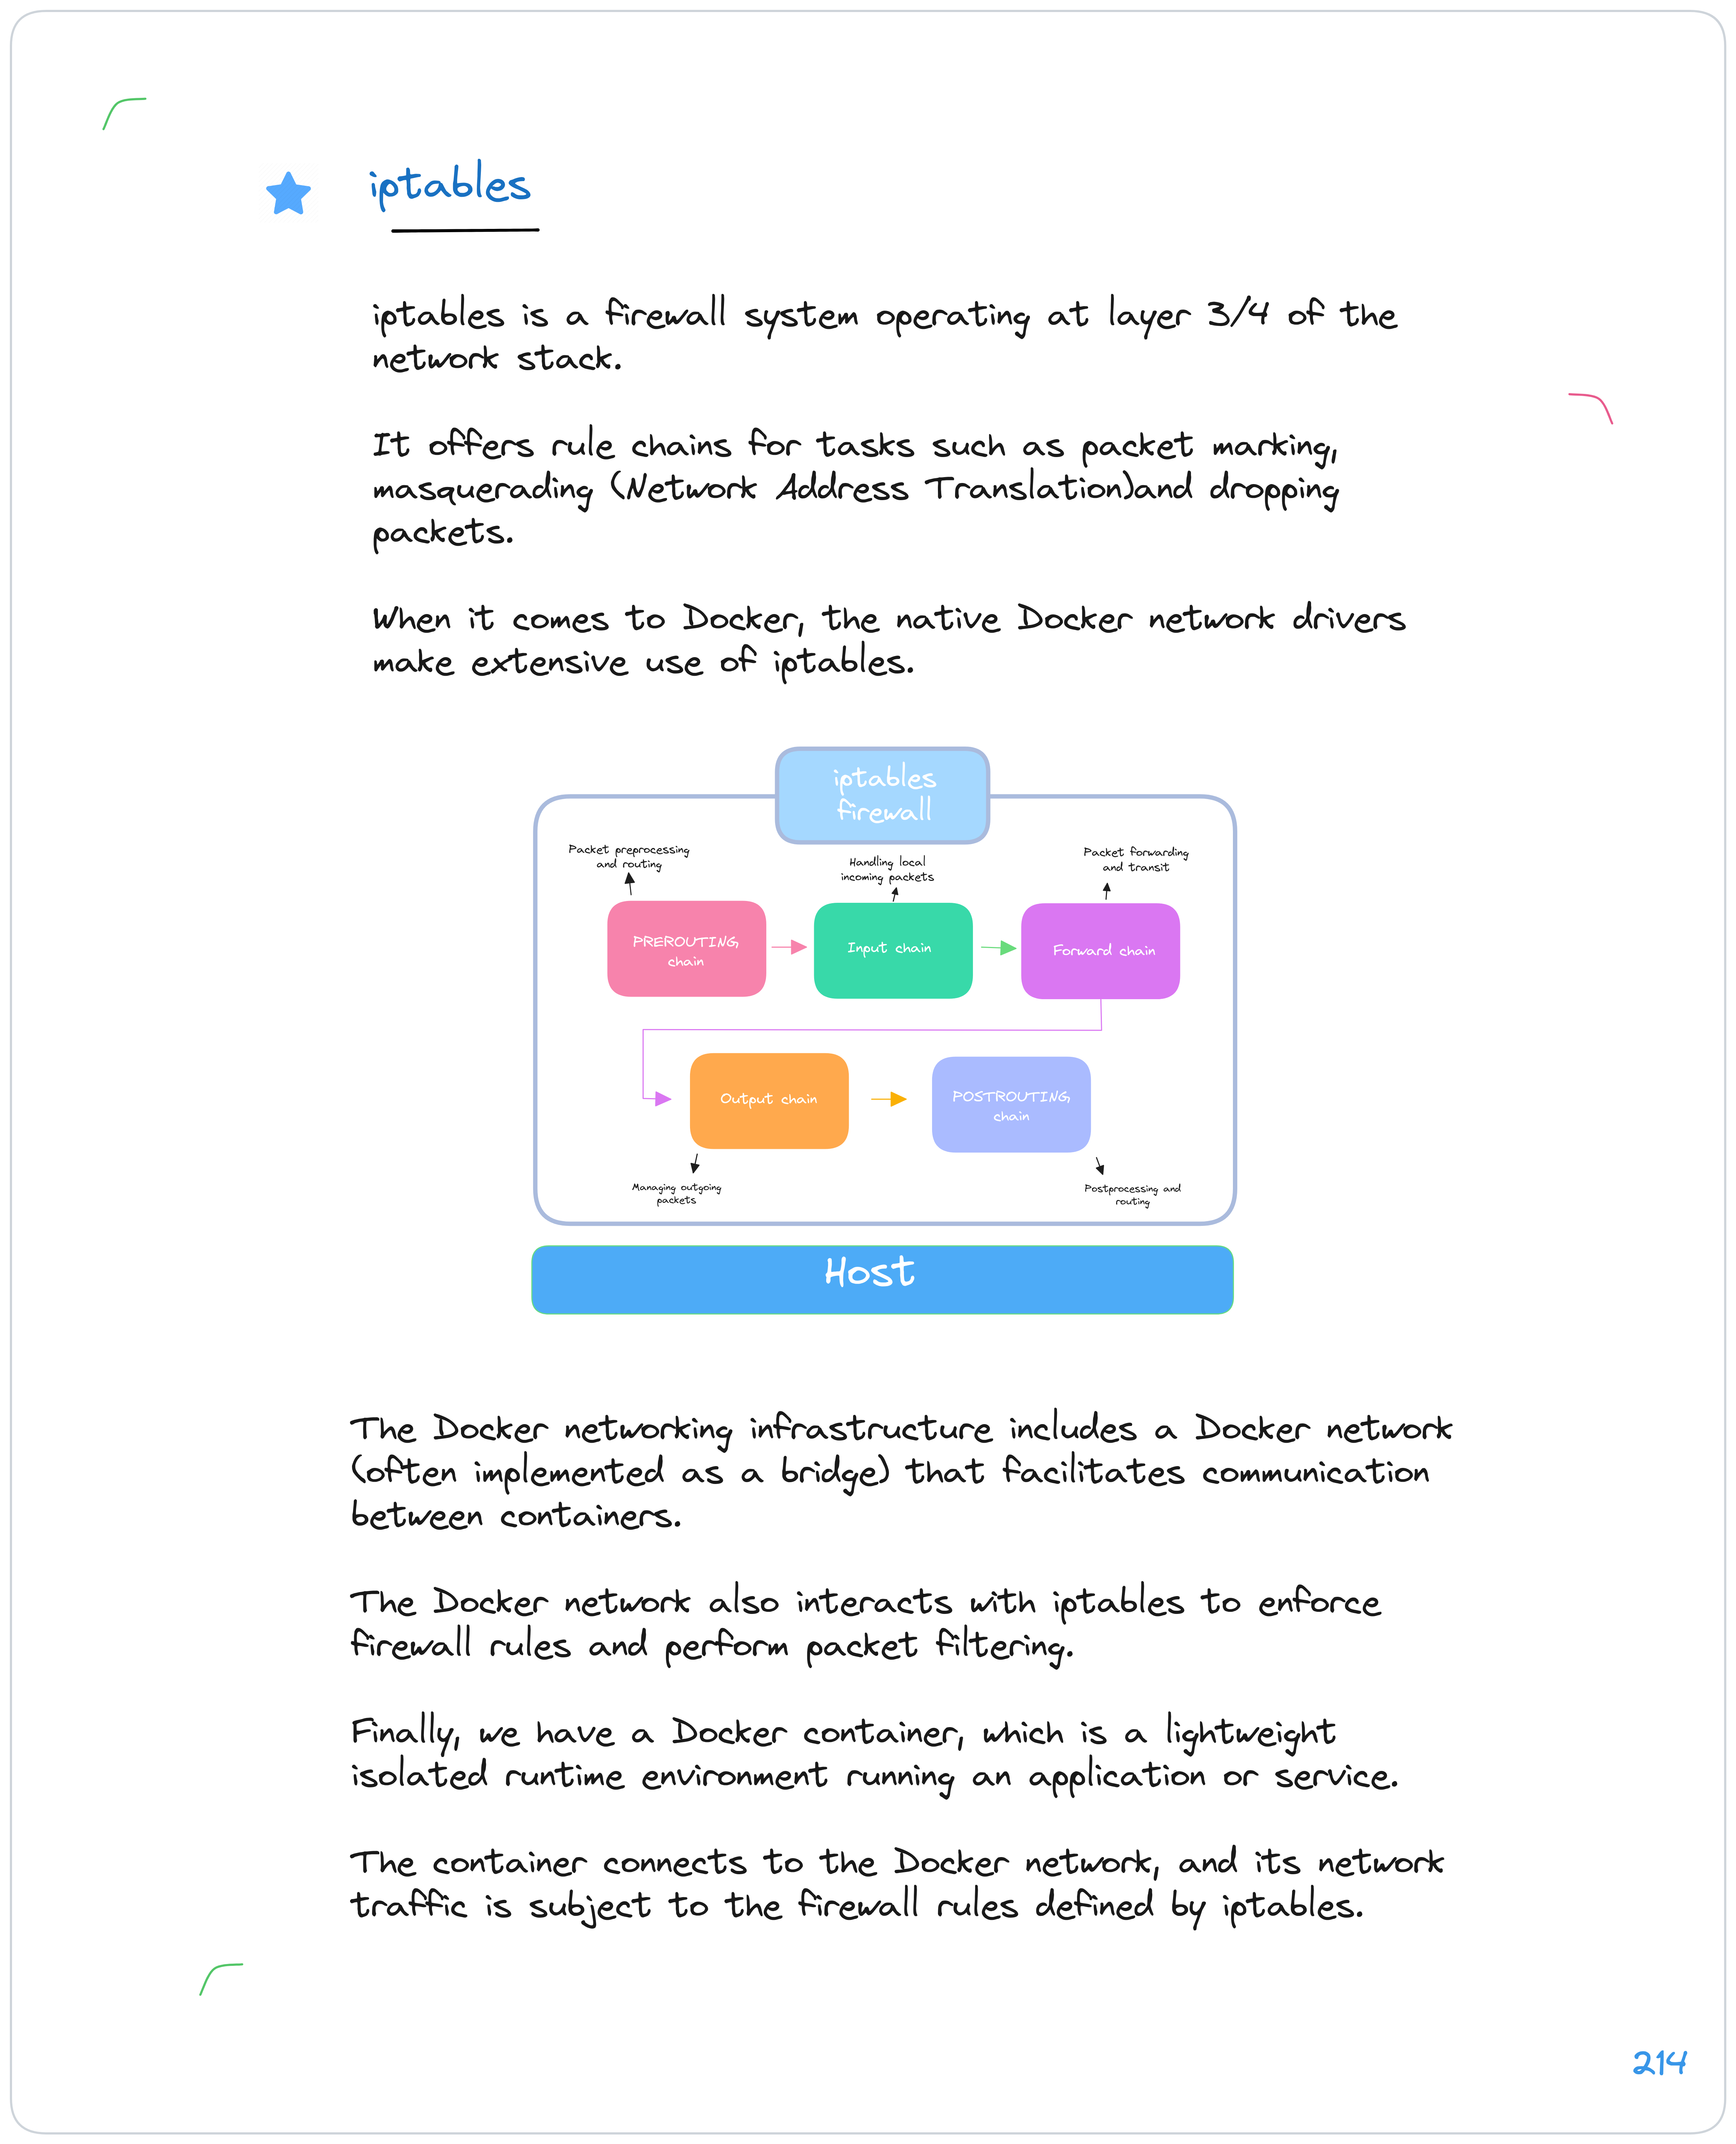 iptables
iptables is a firewall system operating at layer 3/4 of the
network stack.
It offers rule chains for tasks such as packet marking,
masquerading (Network Address Translation)and dropping
packets.
When it comes to Docker, the native Docker network drivers
make extensive use of iptables.
iptables
firewall
Packet preprocessing
and routing
Handling local
incoming packets
Packet forwarding
and transit
PREROUTING
chain
Input chain
Forward chain
Output chain
POSTROUTING
chain
Managing outgoing
packets
Postprocessing and
routing
Host
The Docker networking infrastructure includes a Docker network
(often implemented as a bridge) that facilitates communication
between containers.
The Docker network also interacts with iptables to enforce
firewall rules and perform packet filtering.
Finally, we have a Docker container, which is a lightweight
isolated runtime environment running an application or service.
The container connects to the Docker network, and its network
traffic is subject to the firewall rules defined by iptables.
214